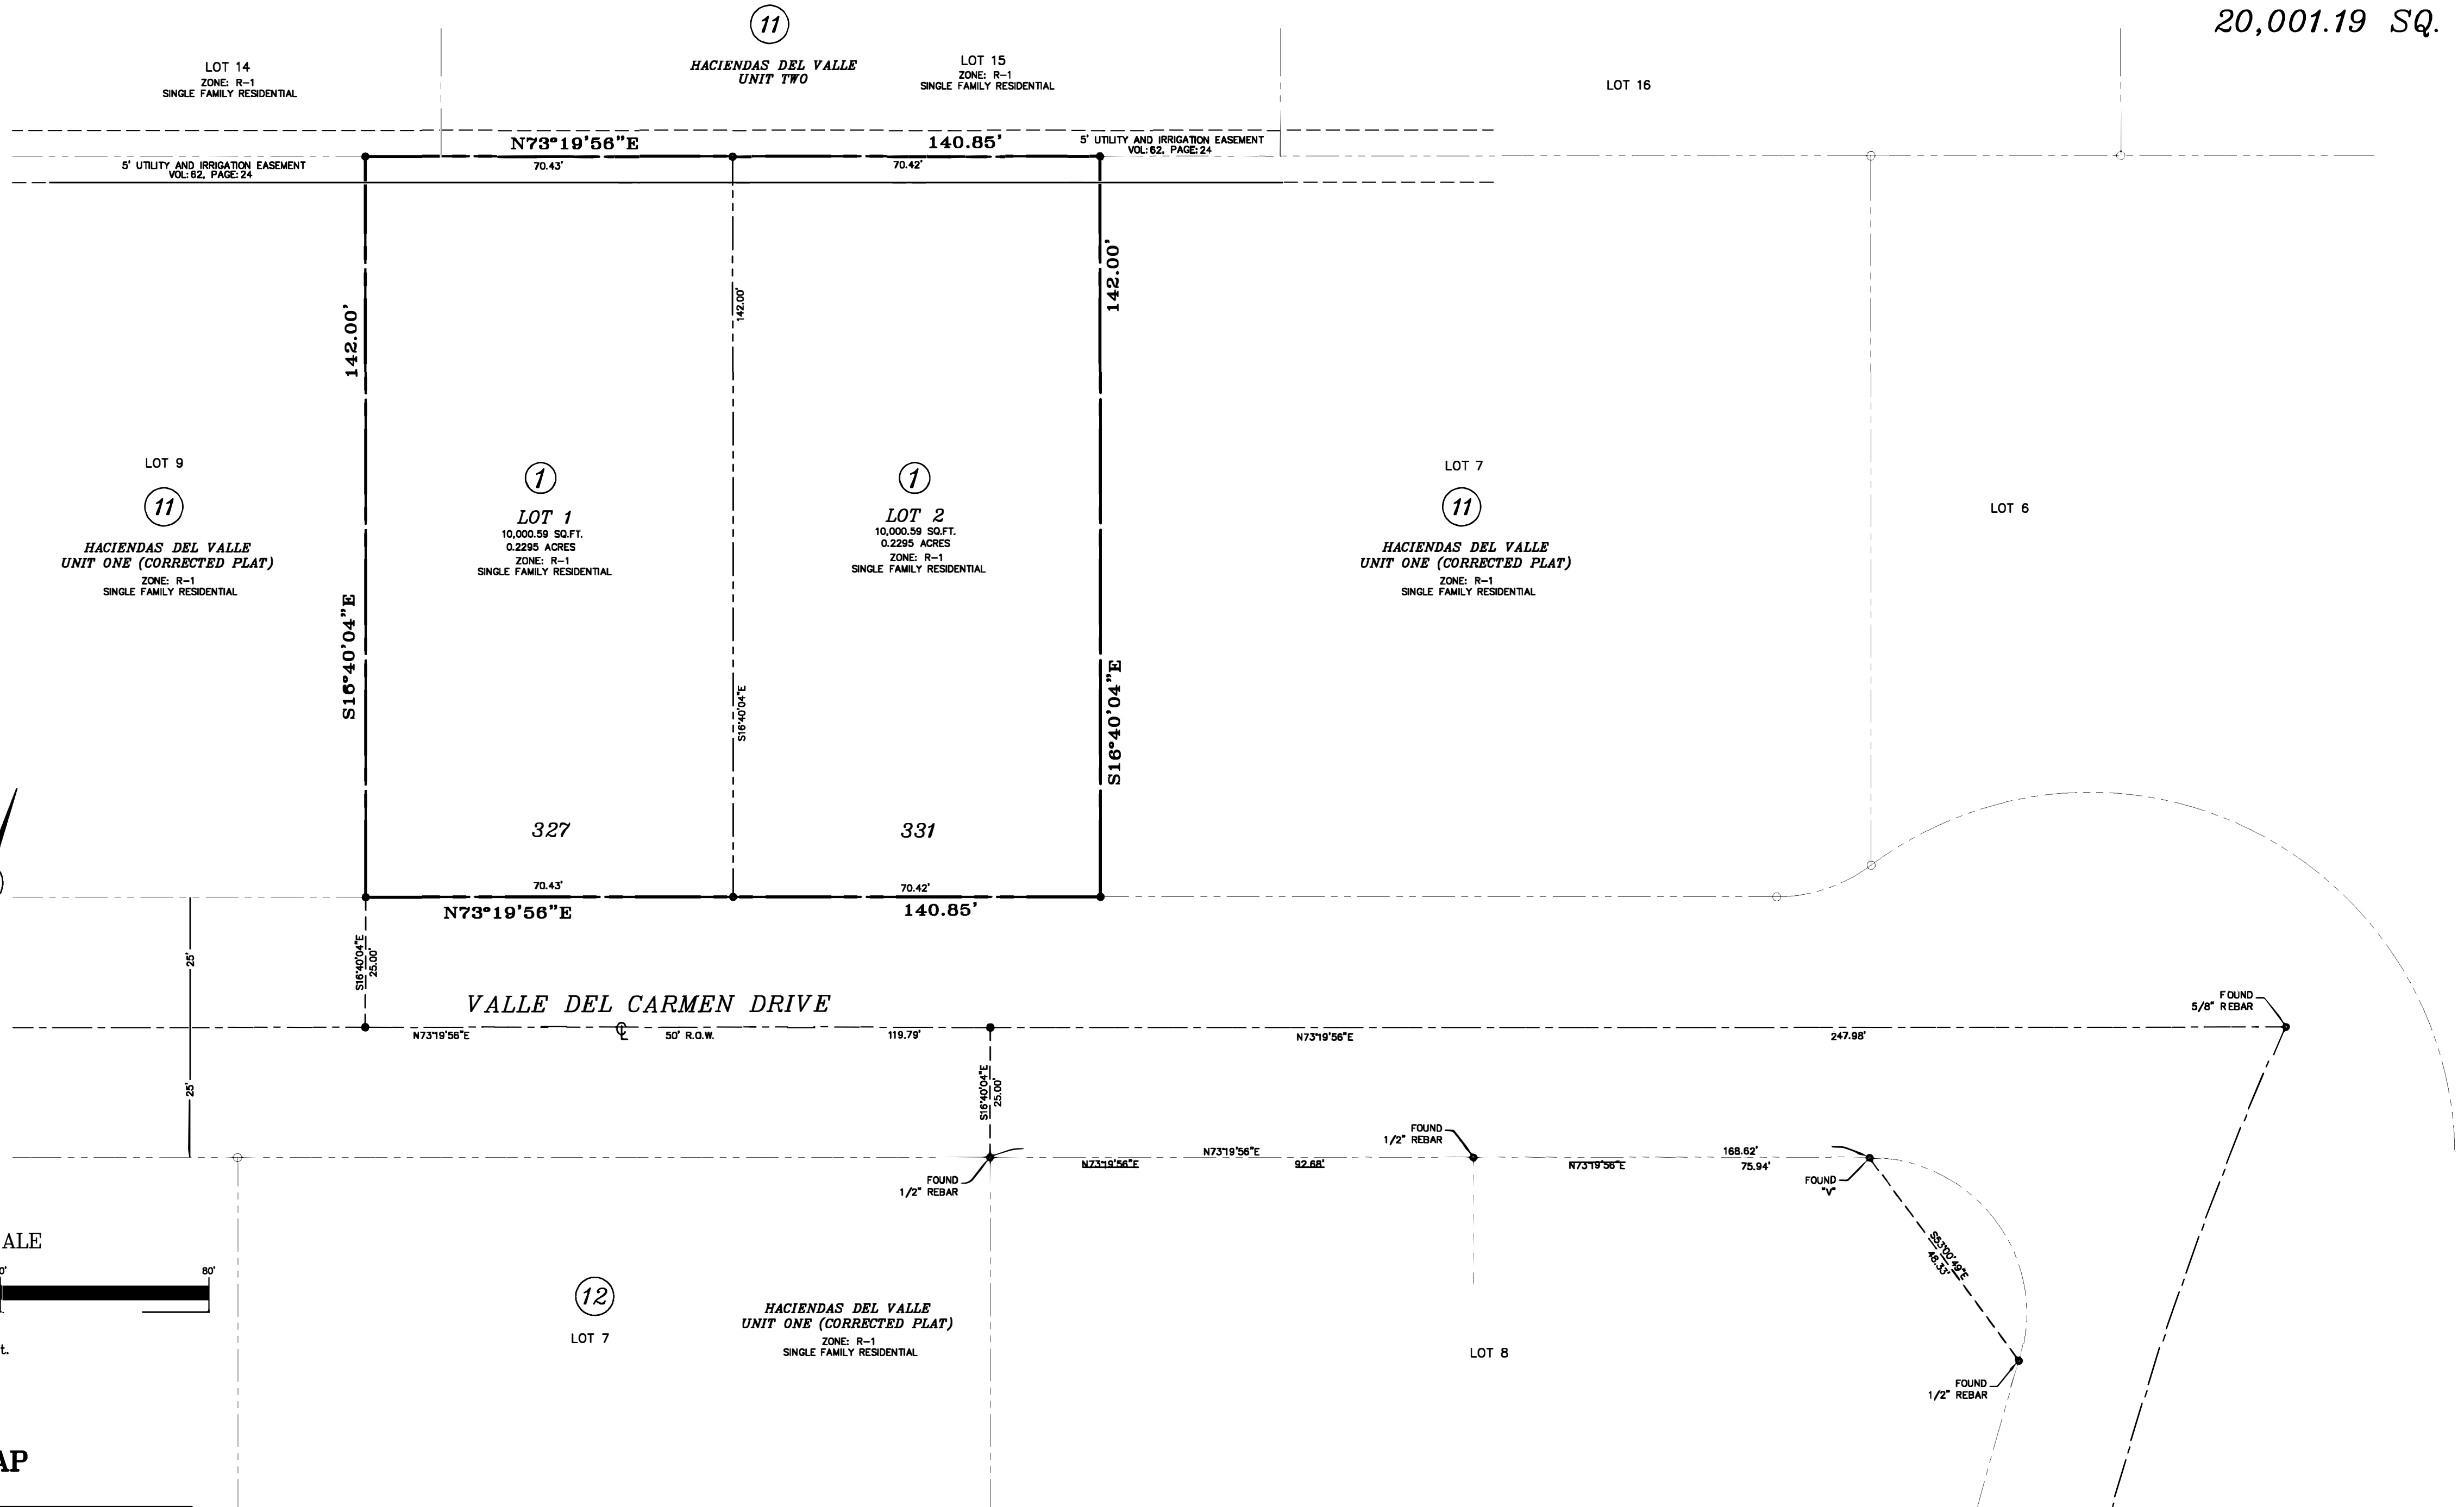 20,001.19 SQ.
11
HACIENDAS DEL VALLE
UNIT TWO
LOT 14
ZONE: R-1
SINGLE FAMILY RESIDENTIAL
LOT 15
ZONE: R-1
SINGLE FAMILY RESIDENTIAL
LOT 16
N73°19'56"E
140.85'
5' UTILITY AND IRRIGATION EASEMENT
VOL: 62, PAGE: 24
5' UTILITY AND IRRIGATION EASEMENT
VOL: 62, PAGE: 24
70.43'
70.42'
142.00'
142.00'
142.00'
S16°40'04"E
S16°40'04"E
S16°40'04"E
LOT 9
11
HACIENDAS DEL VALLE
UNIT ONE (CORRECTED PLAT)
ZONE: R-1
SINGLE FAMILY RESIDENTIAL
1
LOT 1
10,000.59 SQ.FT.
0.2295 ACRES
ZONE: R-1
SINGLE FAMILY RESIDENTIAL
1
LOT 2
10,000.59 SQ.FT.
0.2295 ACRES
ZONE: R-1
SINGLE FAMILY RESIDENTIAL
LOT 7
11
HACIENDAS DEL VALLE
UNIT ONE (CORRECTED PLAT)
ZONE: R-1
SINGLE FAMILY RESIDENTIAL
LOT 6
327
331
70.43'
70.42'
N73°19'56"E
140.85'
25'
25'
S16°40'04"E
25.00'
VALLE DEL CARMEN DRIVE
N73°19'56"E
℄
50' R.O.W.
119.79'
N73°19'56"E
247.98'
FOUND
5/8" REBAR
S16°40'04"E
25.00'
FOUND
1/2" REBAR
N73°19'56"E
168.62'
N73°19'56"E
92.68'
N73°19'56"E
75.94'
FOUND
1/2" REBAR
FOUND
"V"
S53°00'49"E
48.33'
FOUND
1/2" REBAR
ALE
0'
80'
t.
12
LOT 7
HACIENDAS DEL VALLE
UNIT ONE (CORRECTED PLAT)
ZONE: R-1
SINGLE FAMILY RESIDENTIAL
LOT 8
AP